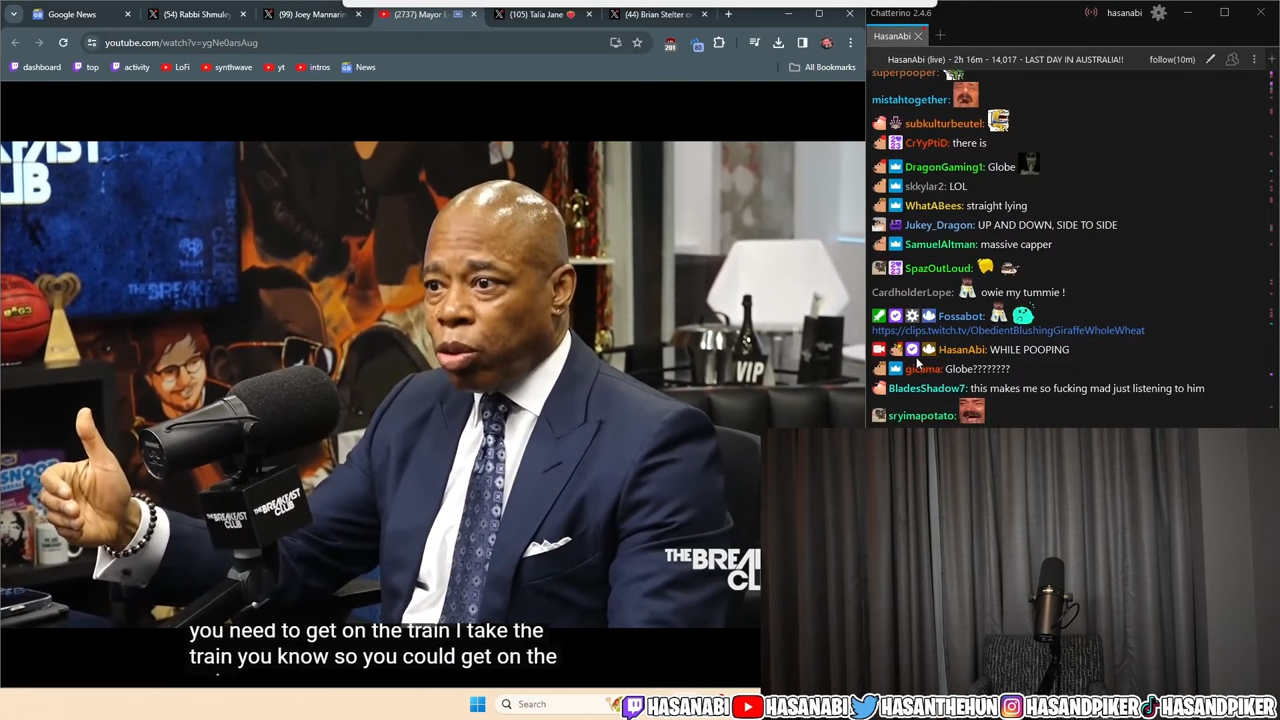 Google News
(54) Rabbi Shmule
(99) Joey Mannarin
(2737) Mayor E
(105) Talia Jane
(44) Brian Stelter o
youtube.com/watch?v=ygNe0arsAug
201
dashboard
top
activity
LoFi
synthwave
yt
intros
News
All Bookmarks
Chatterino 2.4.6
hasanabi
HasanAbi
HasanAbi (live) - 2h 16m - 14,017 - LAST DAY IN AUSTRALIA!!
follow(10m)
superpooper:
mistahtogether:
subkulturbeutel:
CrYyPtiD: there is
DragonGaming1: Globe
skkylar2: LOL
WhatABees: straight lying
Jukey_Dragon: UP AND DOWN, SIDE TO SIDE
SamuelAltman: massive capper
SpazOutLoud:
CardholderLope: owie my tummie !
Fossabot:
https://clips.twitch.tv/ObedientBlushingGiraffeWholeWheat
HasanAbi: WHILE POOPING
Globe????????
BladesShadow7: this makes me so fucking mad just listening to him
sryimapotato:
VIP
THE BREAKFAST
CLUB
THE BREA
CL
you need to get on the train I take the
train you know so you could get on the
Search
HASANABI
HASANABI
HASANTHEHUN
HASANDPIKER
HASANDPIKER